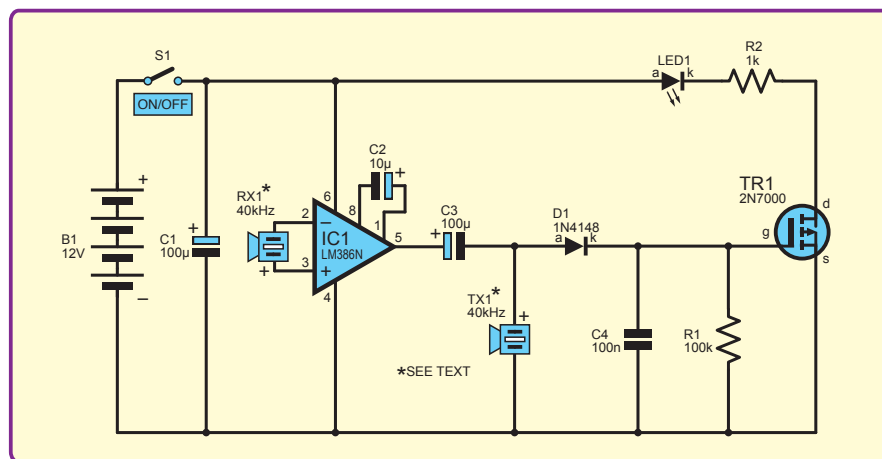 S1
ON/OFF
B1
12V
+
–
+
C1
100µ
RX1*
40kHz
+
6
2
–
3
+
4
IC1
LM386N
8
1
5
C2
10µ
+
C3
100µ
+
TX1*
40kHz
+
*SEE TEXT
D1
1N4148
a
k
C4
100n
R1
100k
LED1
a
k
R2
1k
TR1
2N7000
d
g
s